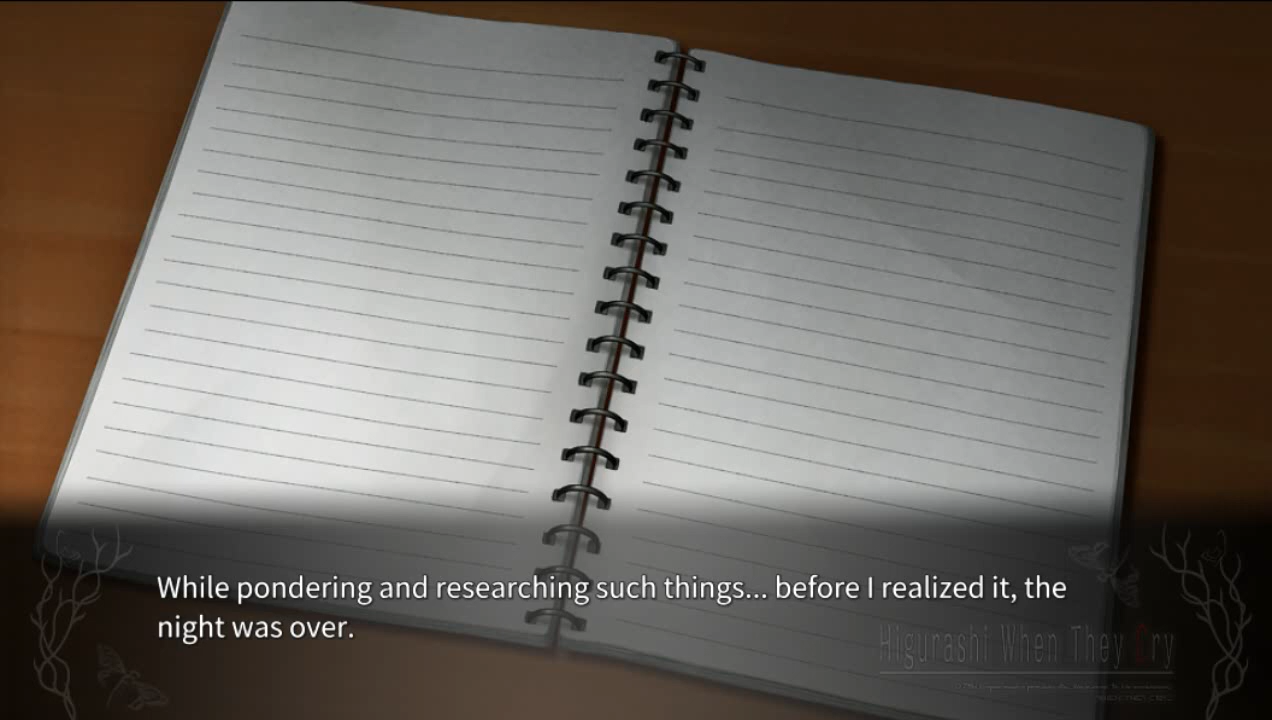 While pondering and researching such things... before I realized it, the
night was over.
Higurashi When They Cry